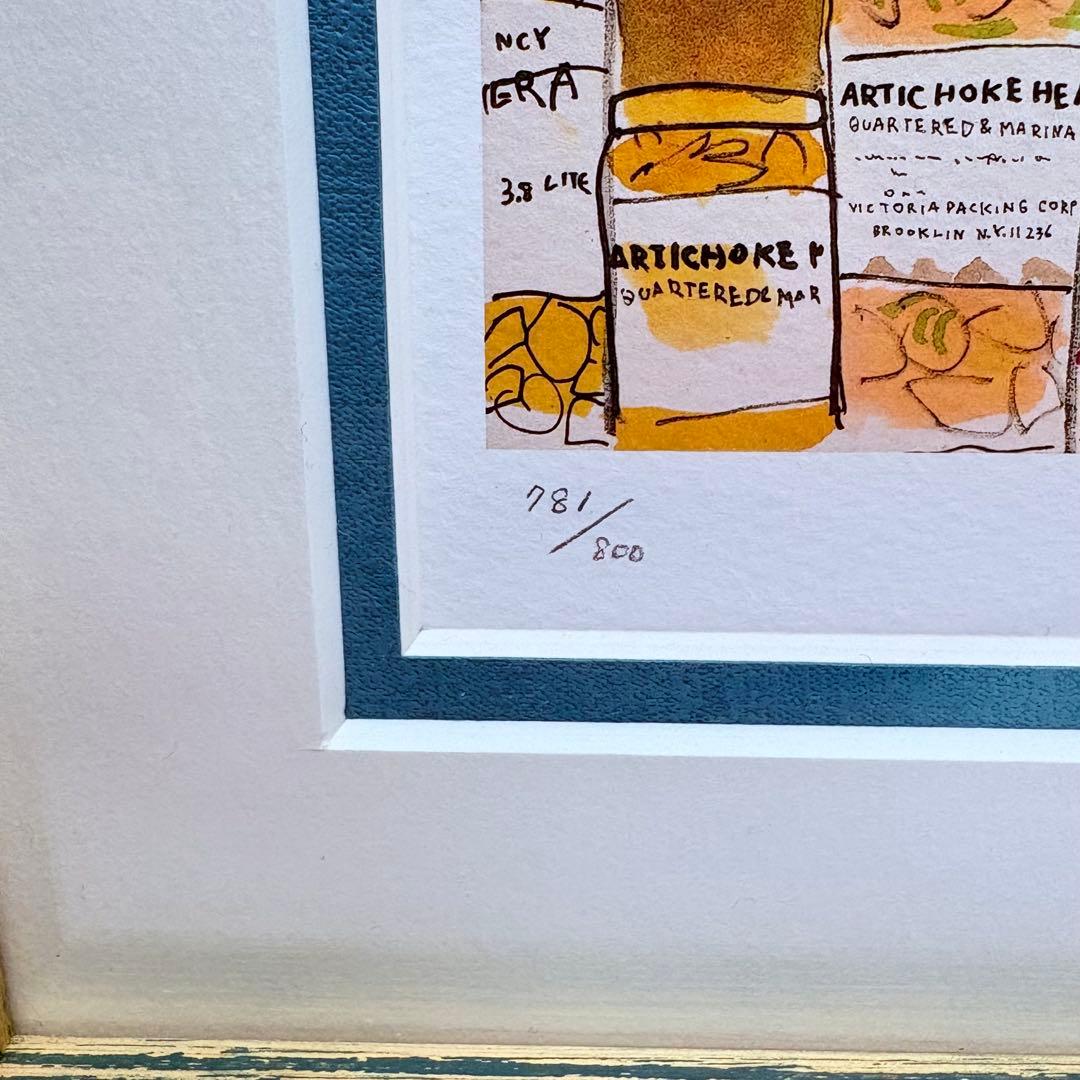 NCY
ERA
3.8 LITE
ARTICHOKE H
QUARTERED& MAR
ARTICHOKE HEA
QUARTERED & MARINA
VICTORIA PACKING CORP
BROOKLIN N.Y.11236
781/800